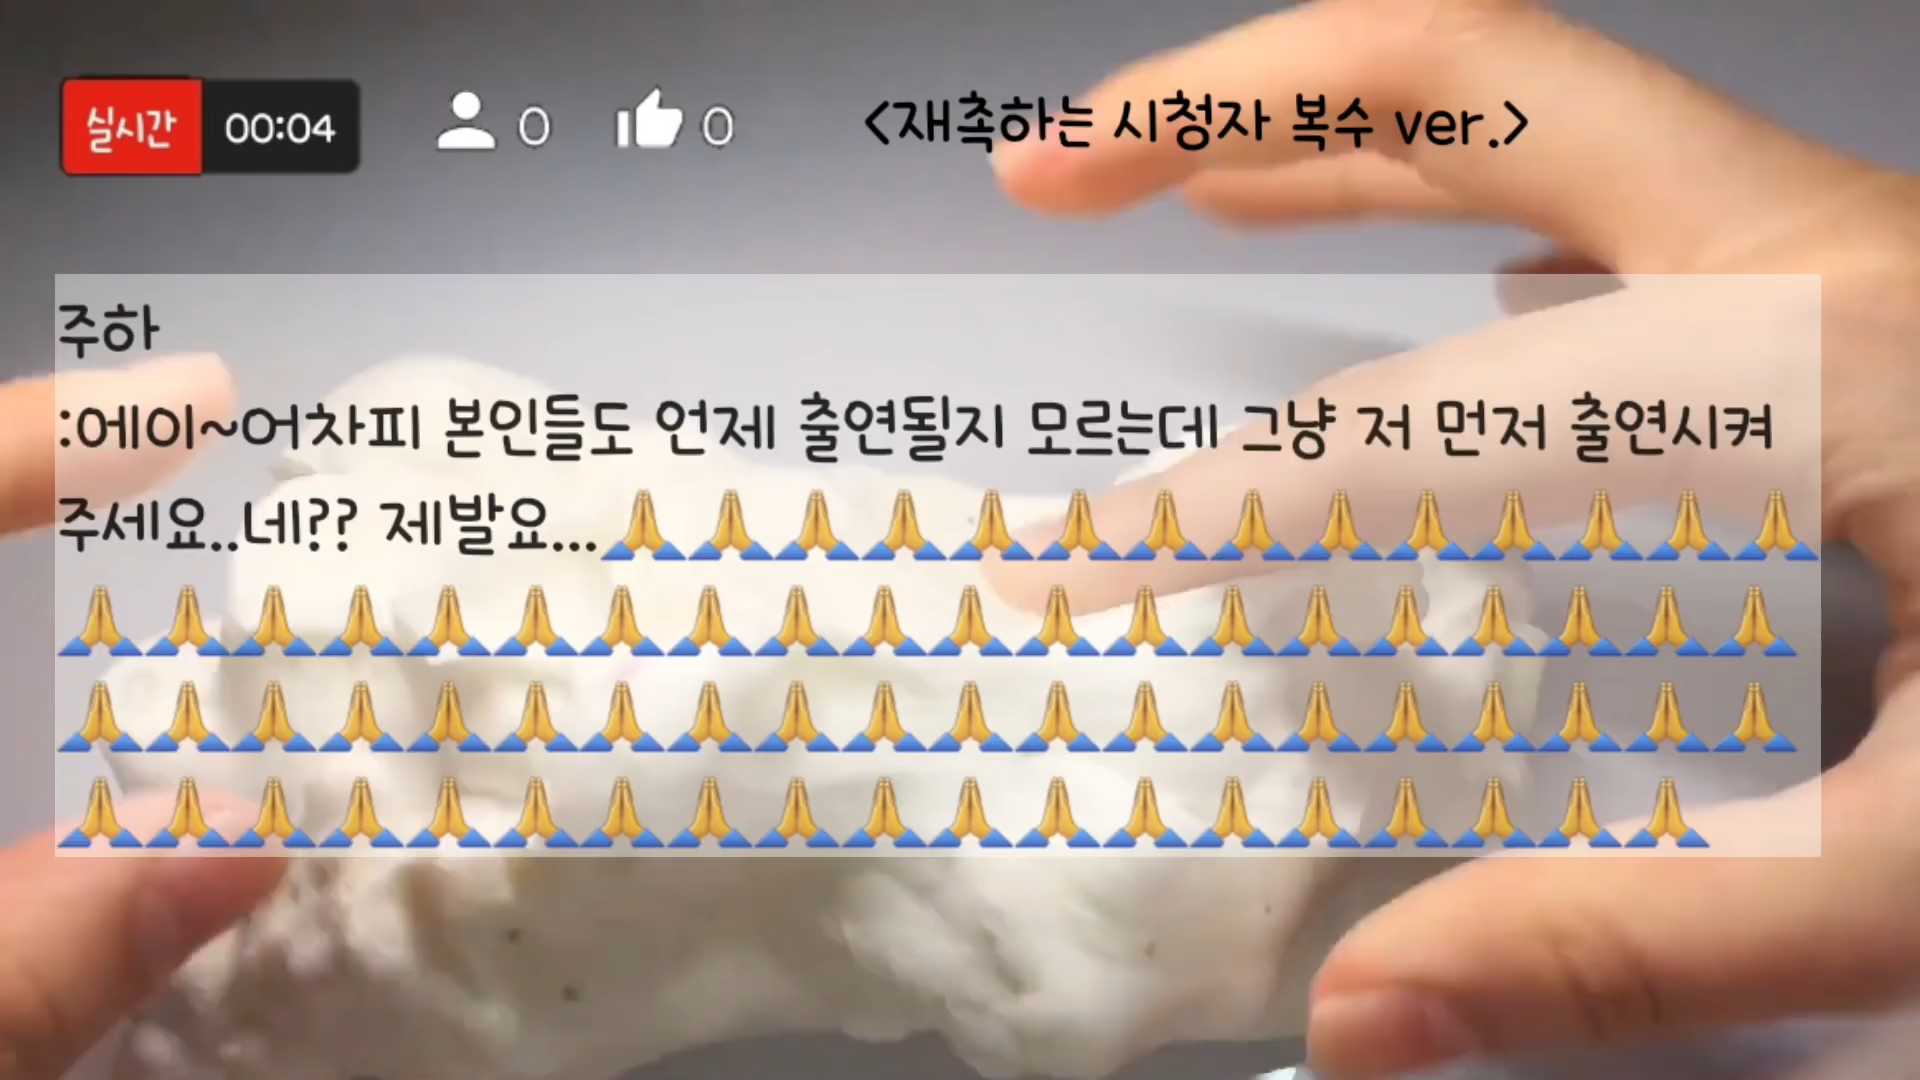 실시간 00:04 0 0 <재촉하는 시청자 복수 ver.>
주하
:에이~어차피 본인들도 언제 출연될지 모르는데 그냥 저 먼저 출연시켜
주세요..네?? 제발요...🙏🙏🙏🙏🙏🙏🙏🙏🙏🙏🙏🙏🙏🙏
🙏🙏🙏🙏🙏🙏🙏🙏🙏🙏🙏🙏🙏🙏🙏🙏🙏🙏🙏🙏
🙏🙏🙏🙏🙏🙏🙏🙏🙏🙏🙏🙏🙏🙏🙏🙏🙏🙏🙏🙏
🙏🙏🙏🙏🙏🙏🙏🙏🙏🙏🙏🙏🙏🙏🙏🙏🙏🙏🙏